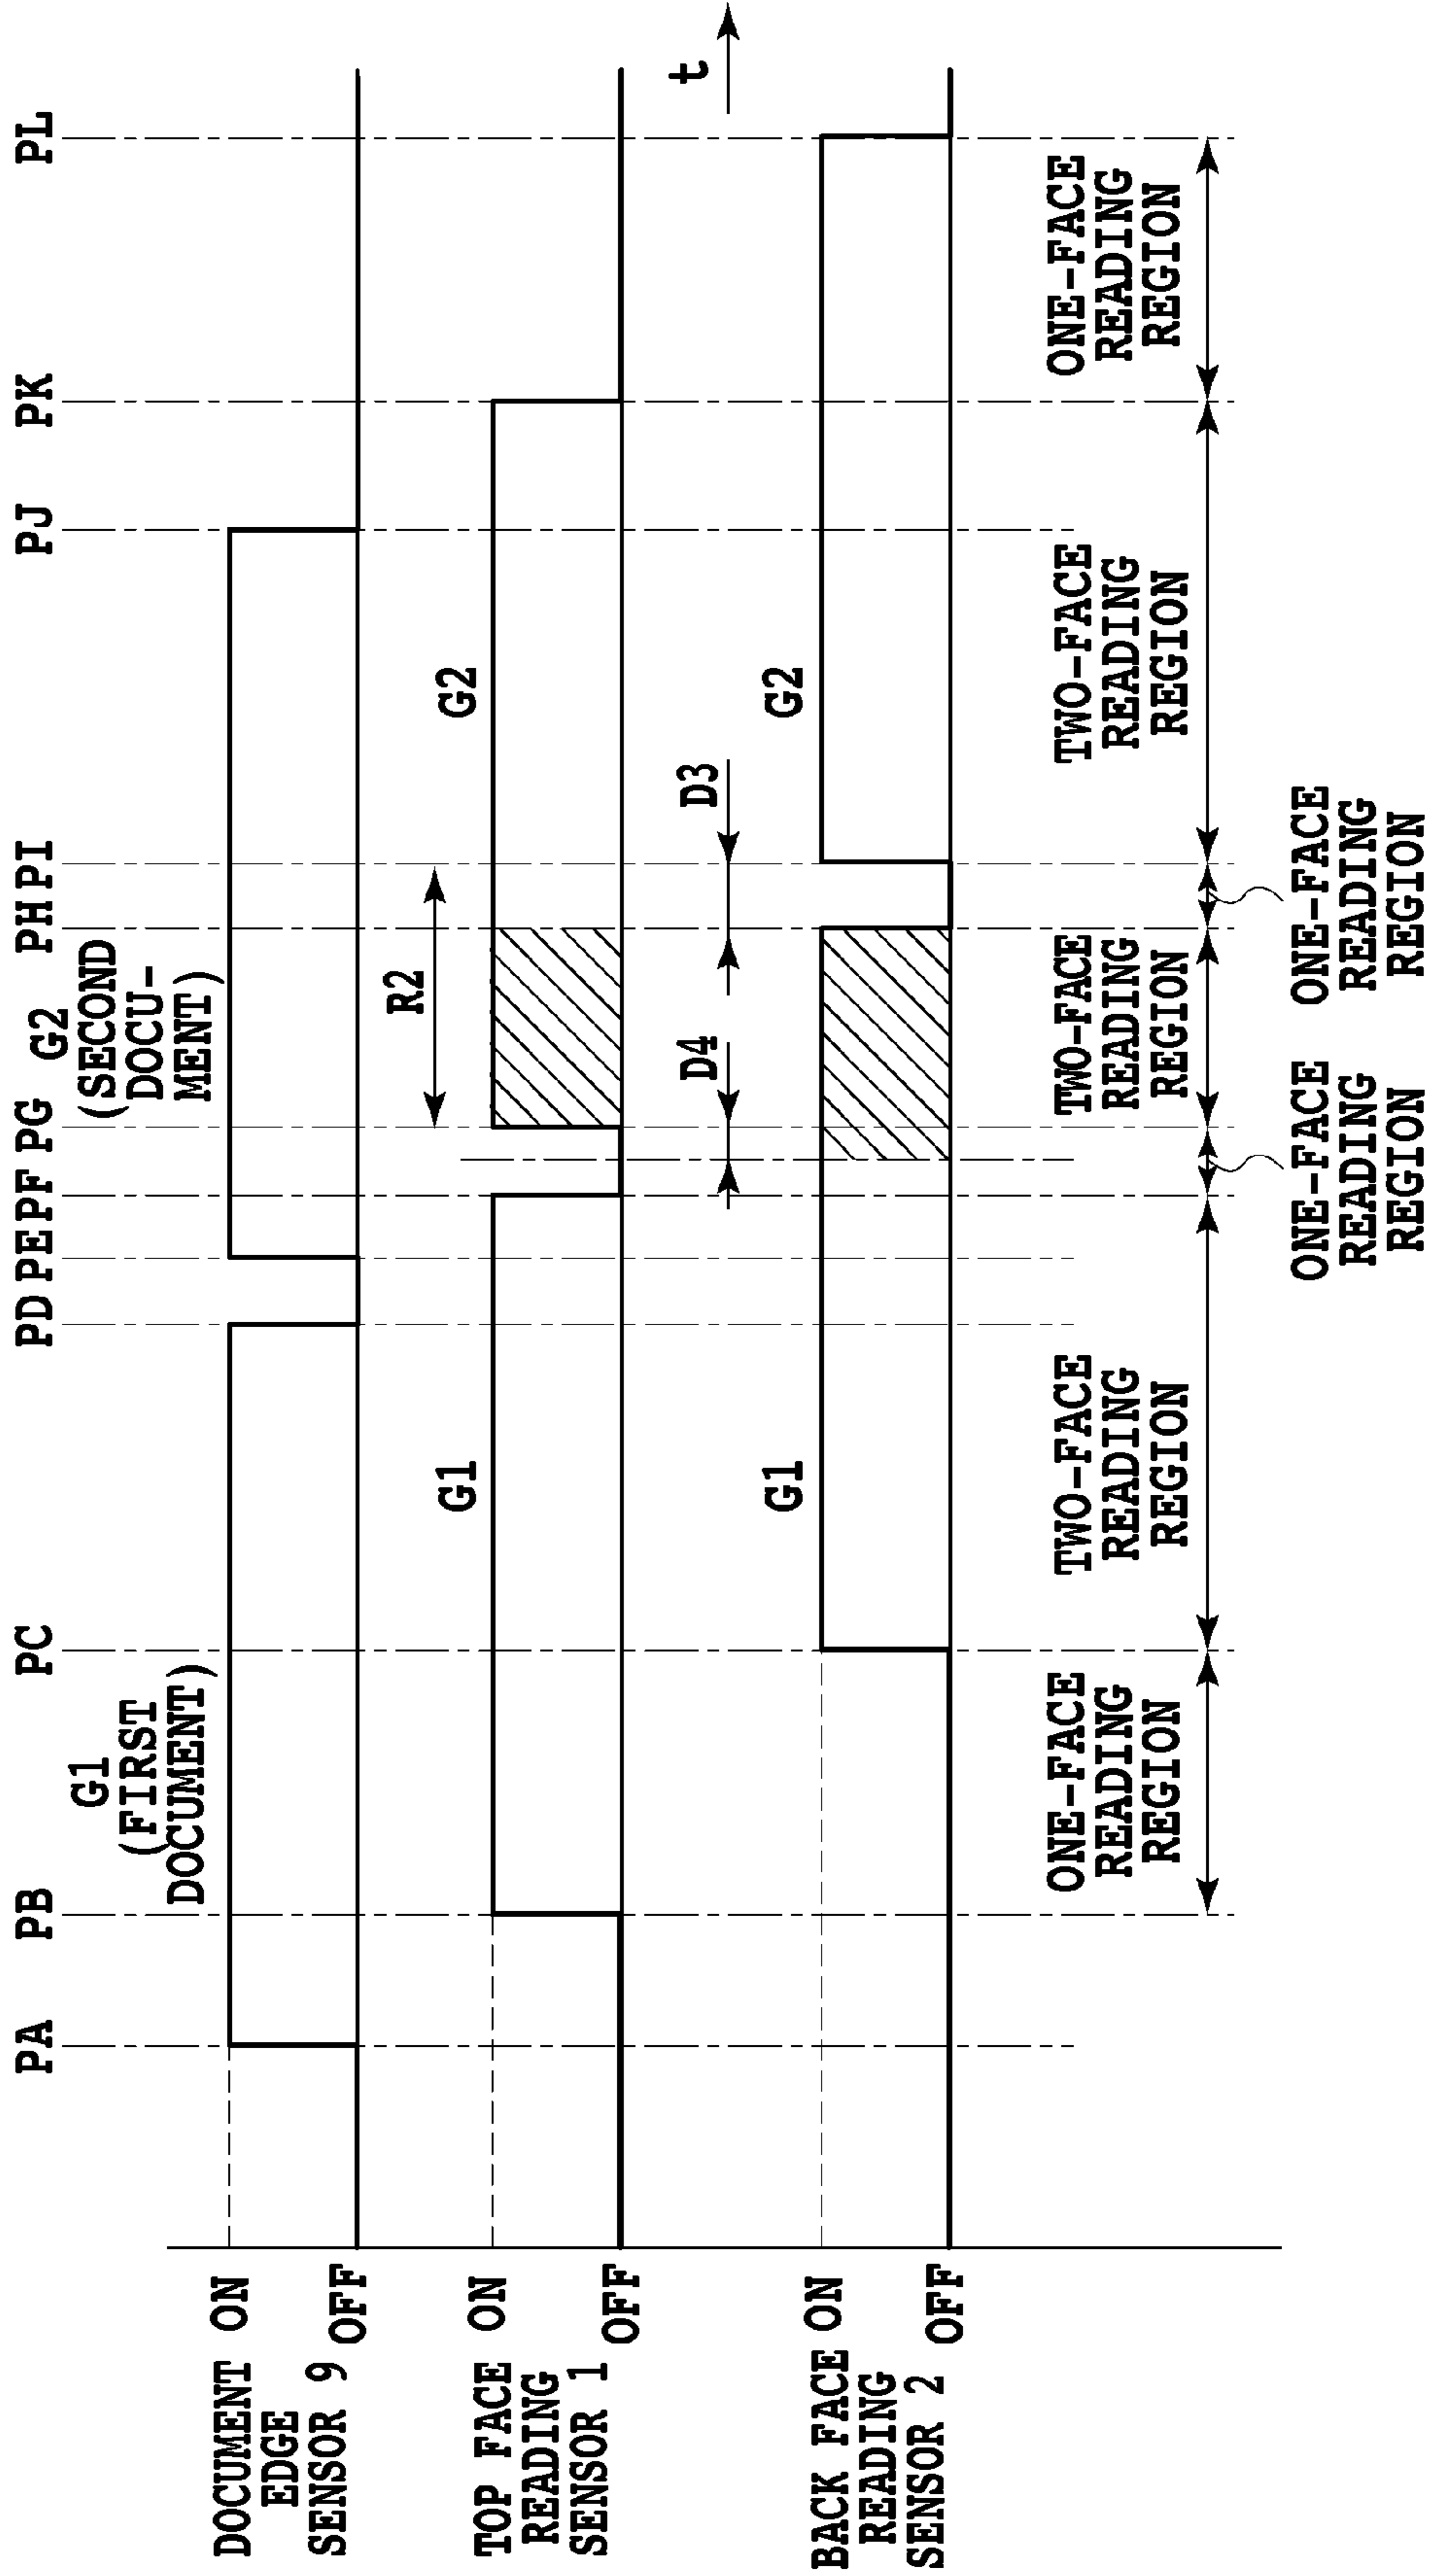 PA
PB
PC
PD
PE
PF
PG
PH
PI
PJ
PK
PL
G1
(FIRST
DOCUMENT)
G2
(SECOND
DOCU-
MENT)
DOCUMENT
EDGE
SENSOR 9
ON
OFF
R2
TOP FACE
READING
SENSOR 1
ON
OFF
G1
G2
t
D4
D3
BACK FACE
READING
SENSOR 2
ON
OFF
G1
G2
ONE-FACE
READING
REGION
TWO-FACE
READING
REGION
TWO-FACE
READING
REGION
TWO-FACE
READING
REGION
ONE-FACE
READING
REGION
ONE-FACE
READING
REGION
ONE-FACE
READING
REGION